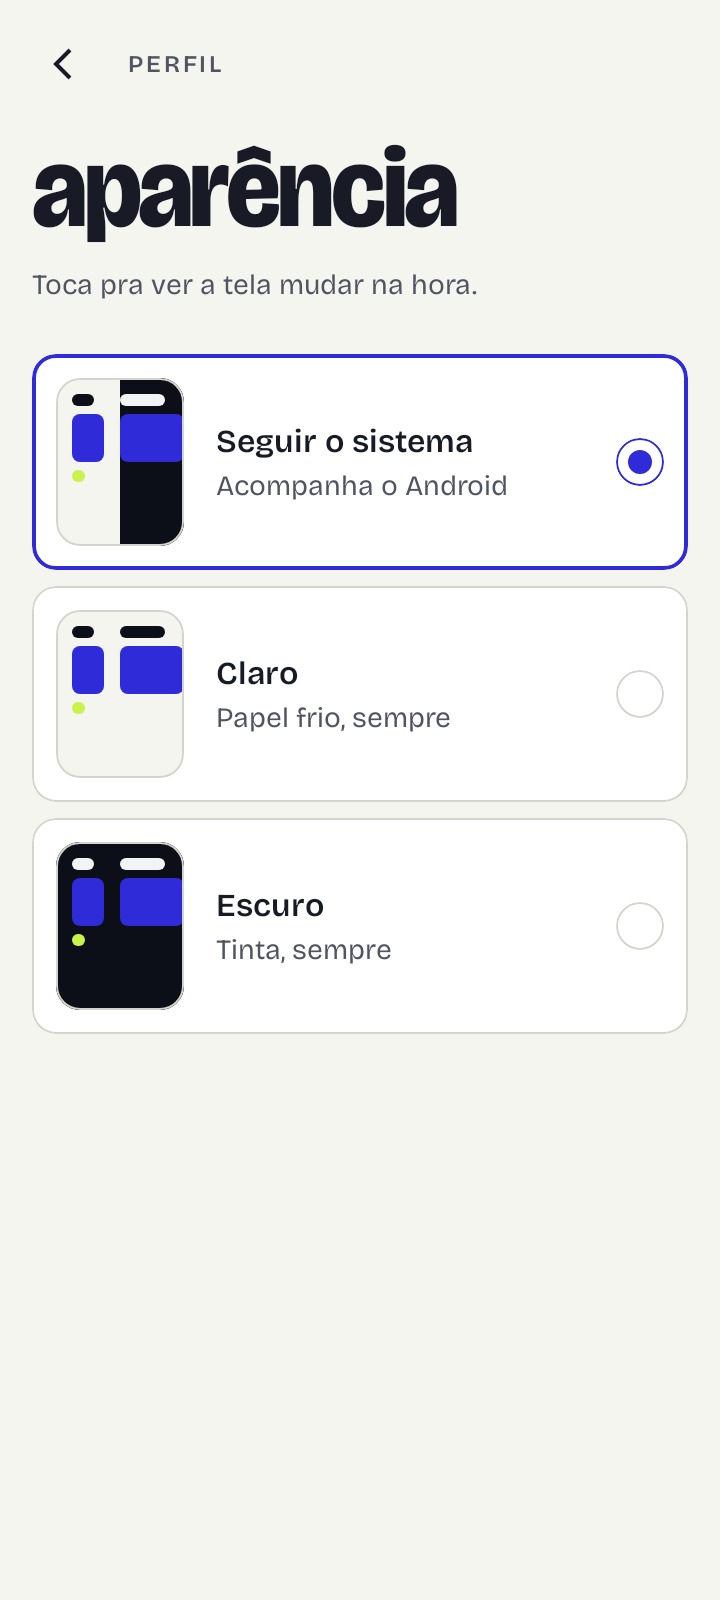 PERFIL
aparência
Toca pra ver a tela mudar na hora.
Seguir o sistema
Acompanha o Android
Claro
Papel frio, sempre
Escuro
Tinta, sempre